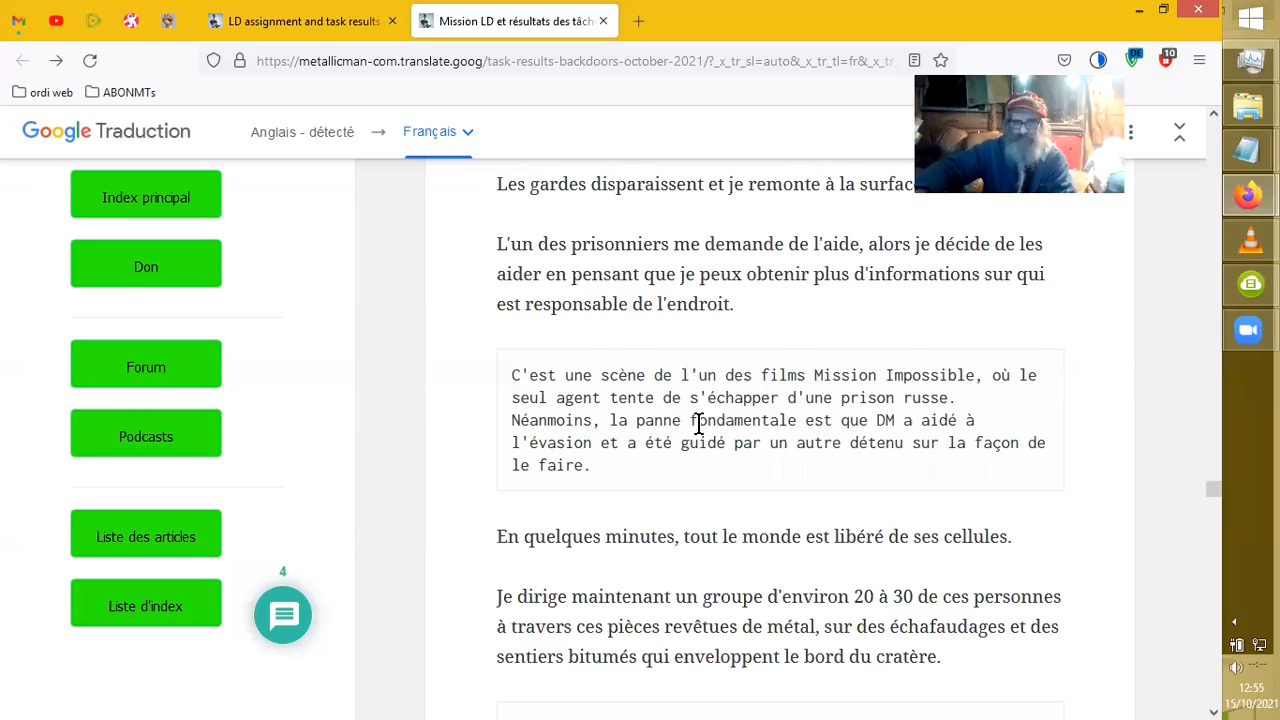 LD assignment and task results
Mission LD et résultats des tâch
https://metallicman-com.translate.goog/task-r
ackdoors-october-2021/?_x_tr_sl=auto&_x_tr_tl=fr&_x_tr_
DE
10
ordi web
ABONMTs
Google Traduction
Anglais - détecté
Français
Index principal
Don
Forum
Podcasts
Liste des articles
Liste d'index
4
Les gardes disparaissent et je remonte à la surfac
L'un des prisonniers me demande de l'aide, alors je décide de les
aider en pensant que je peux obtenir plus d'informations sur qui
est responsable de l'endroit.
C'est une scène de l'un des films Mission Impossible, où le
seul agent tente de s'échapper d'une prison russe.
Néanmoins, la panne fondamentale est que DM a aidé à
l'évasion et a été guidé par un autre détenu sur la façon de
le faire.
En quelques minutes, tout le monde est libéré de ses cellules.
Je dirige maintenant un groupe d'environ 20 à 30 de ces personnes
à travers ces pièces revêtues de métal, sur des échafaudages et des
sentiers bitumés qui enveloppent le bord du cratère.
12:55
15/10/2021